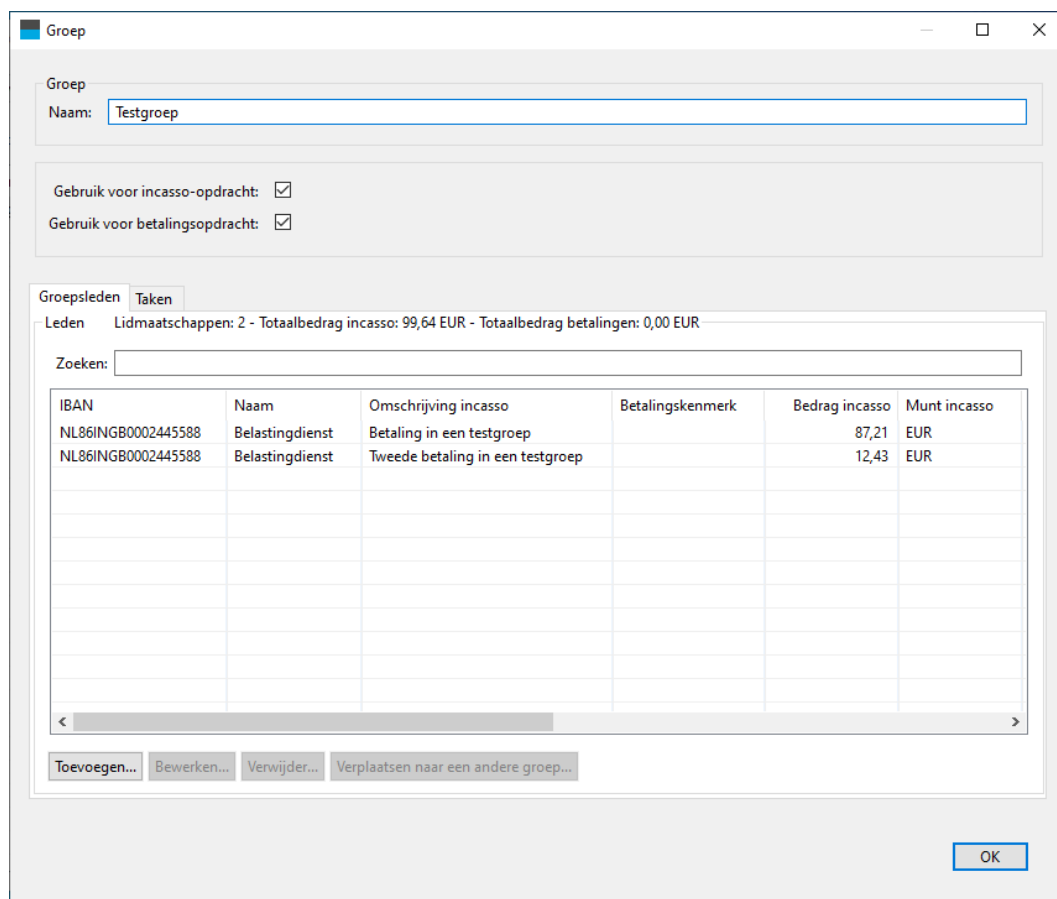 Groep
Groep
Naam: Testgroep
Gebruik voor incasso-opdracht:
Gebruik voor betalingsopdracht:
Groepsleden Taken
Leden Lidmaatschappen: 2 - Totaalbedrag incasso: 99,64 EUR - Totaalbedrag betalingen: 0,00 EUR
Zoeken:
IBAN Naam Omschrijving incasso Betalingskenmerk Bedrag incasso Munt incasso
NL86INGB0002445588 Belastingdienst Betaling in een testgroep 87,21 EUR
NL86INGB0002445588 Belastingdienst Tweede betaling in een testgroep 12,43 EUR
Toevoegen... Bewerken... Verwijder... Verplaatsen naar een andere groep...
OK